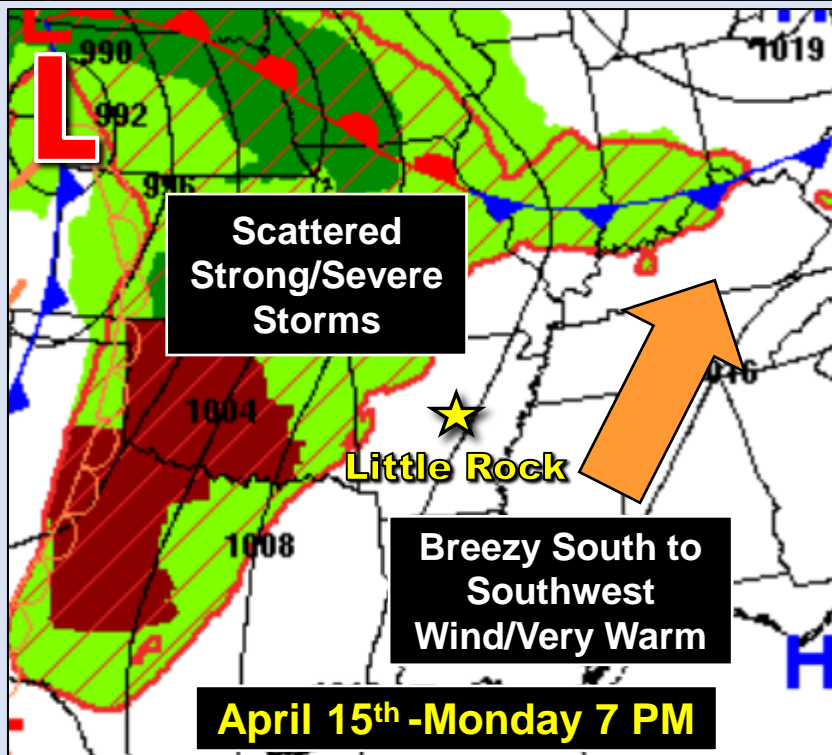 L
990
1019
L
992
996
Scattered
Strong/Severe
Storms
1016
1004
Little Rock
1008
Breezy South to
Southwest
Wind/Very Warm
H
April 15th -Monday 7 PM